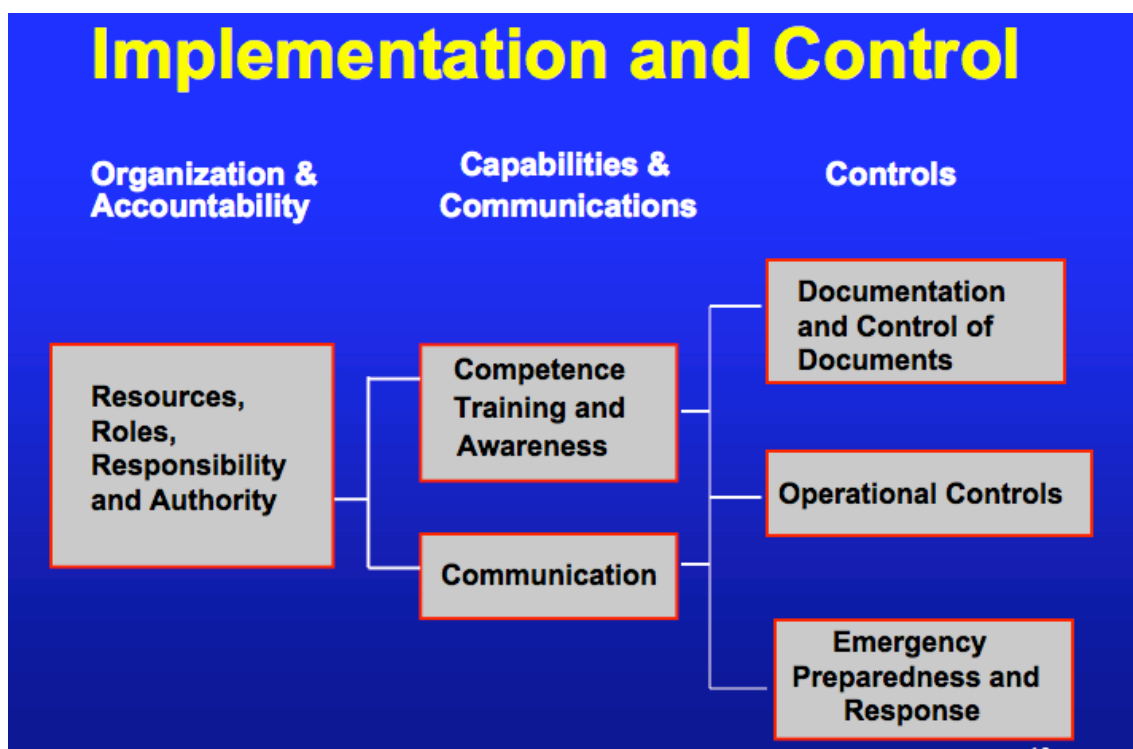 Implementation and Control
Organization &
Accountability
Capabilities &
Communications
Controls
Resources,
Roles,
Responsibility
and Authority
Competence
Training and
Awareness
Communication
Documentation
and Control of
Documents
Operational Controls
Emergency
Preparedness and
Response